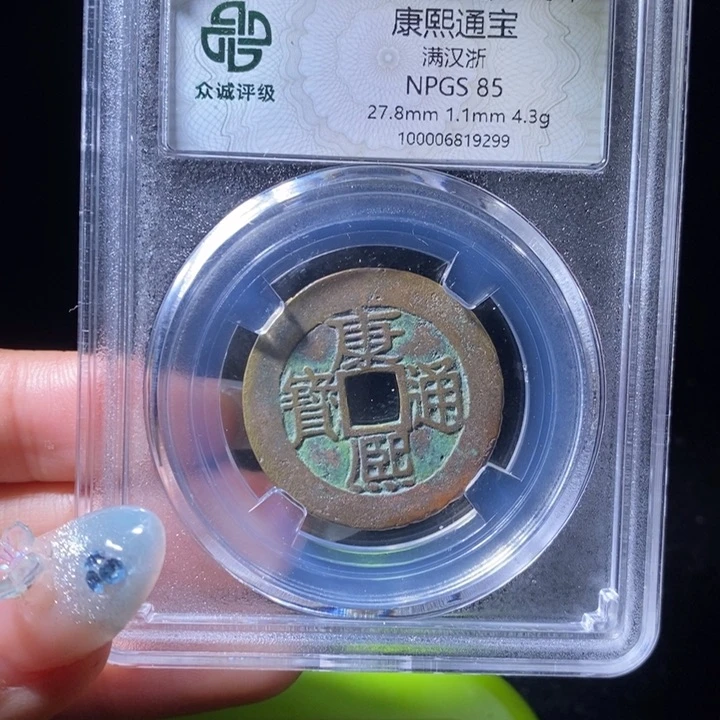 康熙通宝
满汉浙
NPGS 85
27.8mm 1.1mm 4.3g
100006819299
众诚评级
康熙通寶